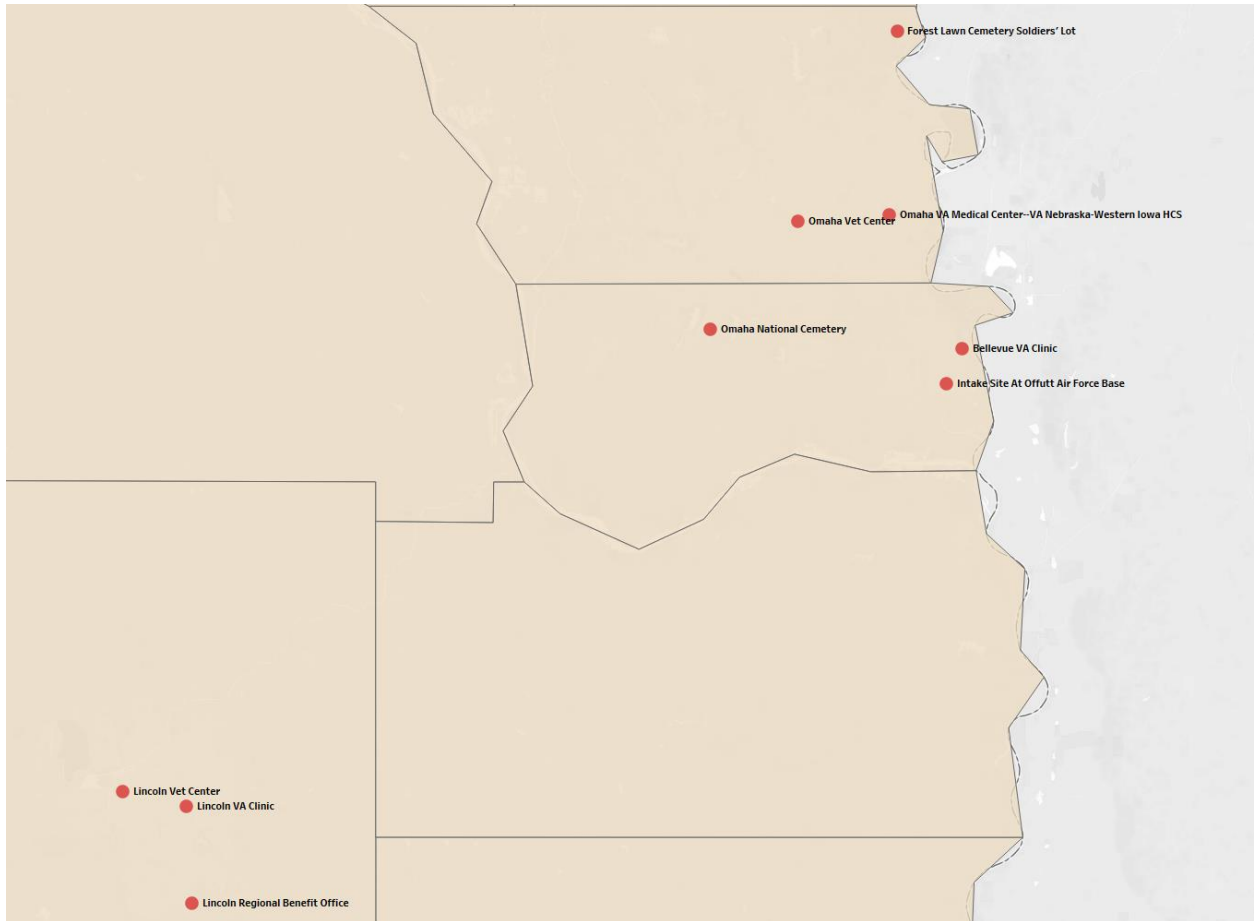 Forest Lawn Cemetery Soldiers' Lot
Omaha VA Medical Center--VA Nebraska-Western Iowa HCS
Omaha Vet Center
Omaha National Cemetery
Bellevue VA Clinic
Intake Site At Offutt Air Force Base
Lincoln Vet Center
Lincoln VA Clinic
Lincoln Regional Benefit Office